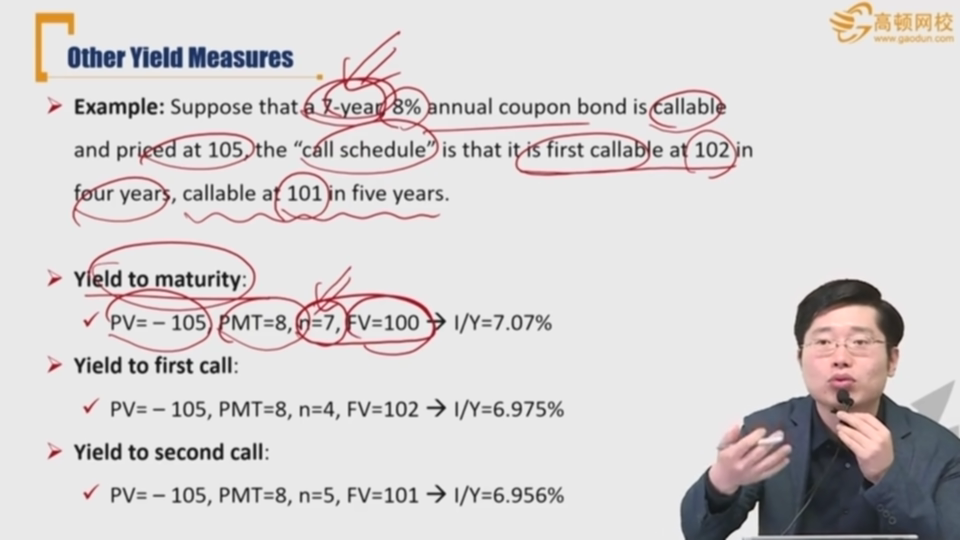 高顿网校
www.gaodun.com
Other Yield Measures
Example: Suppose that a 7-year, 8% annual coupon bond is callable
and priced at 105, the “call schedule” is that it is first callable at 102 in
four years, callable at 101 in five years.
Yield to maturity:
PV= – 105, PMT=8, n=7, FV=100 → I/Y=7.07%
Yield to first call:
PV= – 105, PMT=8, n=4, FV=102 → I/Y=6.975%
Yield to second call:
PV= – 105, PMT=8, n=5, FV=101 → I/Y=6.956%